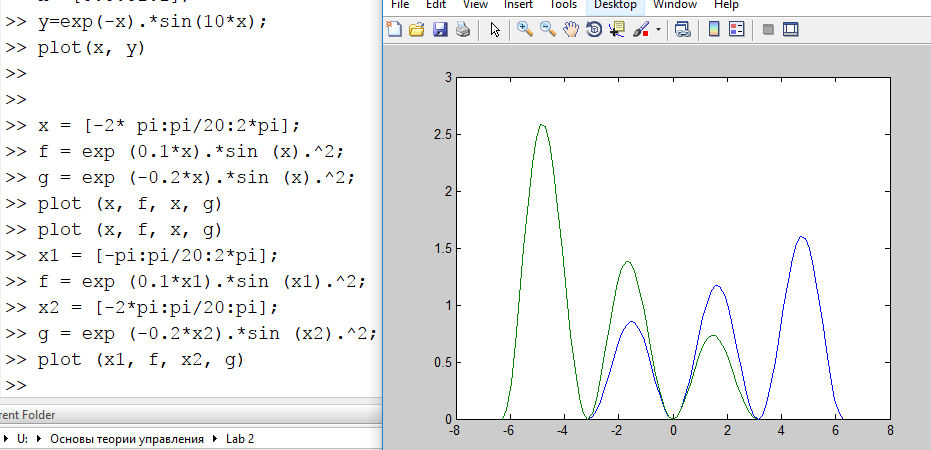 >> y=exp(-x).*sin(10*x);
>> plot(x, y)
>>
>>
>> x = [-2* pi:pi/20:2*pi];
>> f = exp (0.1*x).*sin (x).^2;
>> g = exp (-0.2*x).*sin (x).^2;
>> plot (x, f, x, g)
>> plot (x, f, x, g)
>> x1 = [-pi:pi/20:2*pi];
>> f = exp (0.1*x1).*sin (x1).^2;
>> x2 = [-2*pi:pi/20:pi];
>> g = exp (-0.2*x2).*sin (x2).^2;
>> plot (x1, f, x2, g)
>>
rent Folder
U: Основы теории управления Lab 2
File Edit View Insert Tools Desktop Window Help
3
2.5
2
1.5
1
0.5
0
-8 -6 -4 -2 0 2 4 6 8